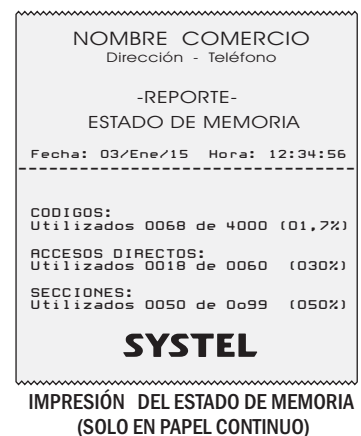 NOMBRE COMERCIO
Dirección - Teléfono
-REPORTE-
ESTADO DE MEMORIA
Fecha: 03/Ene/15 Hora: 12:34:56
CODIGOS:
Utilizados 0068 de 4000 (01,7%)
ACCESOS DIRECTOS:
Utilizados 0018 de 0060 (030%)
SECCIONES:
Utilizados 0050 de 0o99 (050%)
SYSTEL
IMPRESIÓN DEL ESTADO DE MEMORIA
(SOLO EN PAPEL CONTINUO)